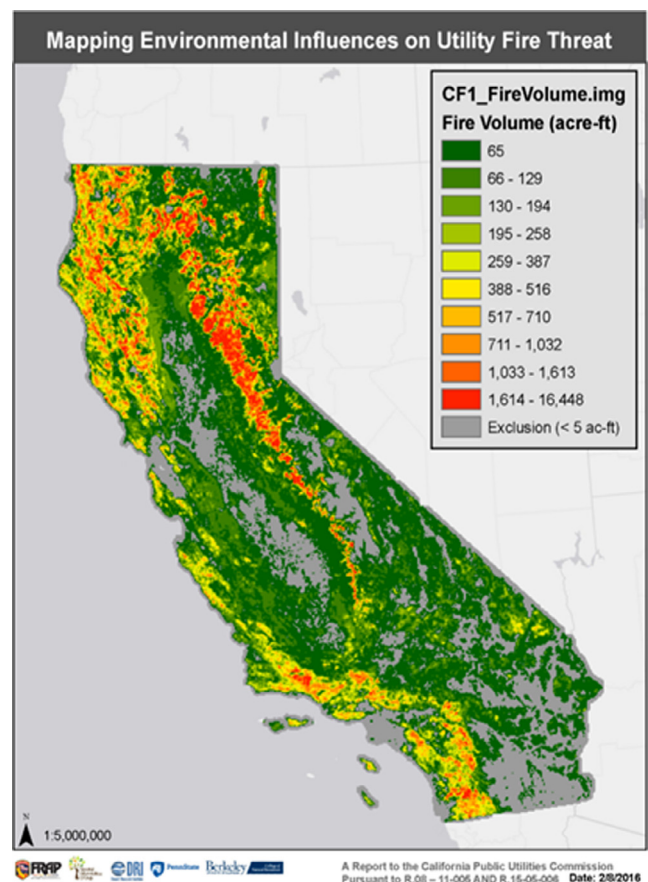 Mapping Environmental Influences on Utility Fire Threat
CF1_FireVolume.img
Fire Volume (acre-ft)
65
66 - 129
130 - 194
195 - 258
259 - 387
388 - 516
517 - 710
711 - 1,032
1,033 - 1,613
1,614 - 16,448
Exclusion (< 5 ac-ft)
N
1:5,000,000
FRAP
DRI
PennState
Berkeley
A Report to the California Public Utilities Commission
Pursuant to R.08 – 11-005 AND R.15-05-006 Date: 2/8/2016